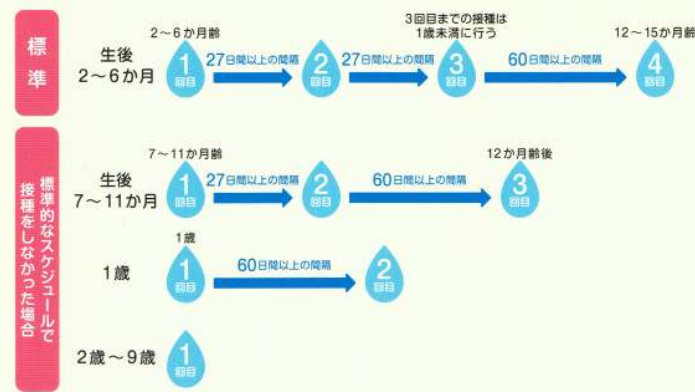 標準
生後
2～6か月
2～6か月齢
1回目
27日間以上の間隔
2回目
27日間以上の間隔
3回目までの接種は
1歳未満に行う
3回目
60日間以上の間隔
12～15か月齢
4回目
標準的なスケジュールで
接種をしなかった場合
生後
7～11か月
7～11か月齢
1回目
27日間以上の間隔
2回目
60日間以上の間隔
12か月齢後
3回目
1歳
1歳
1回目
60日間以上の間隔
2回目
2歳～9歳
1回目